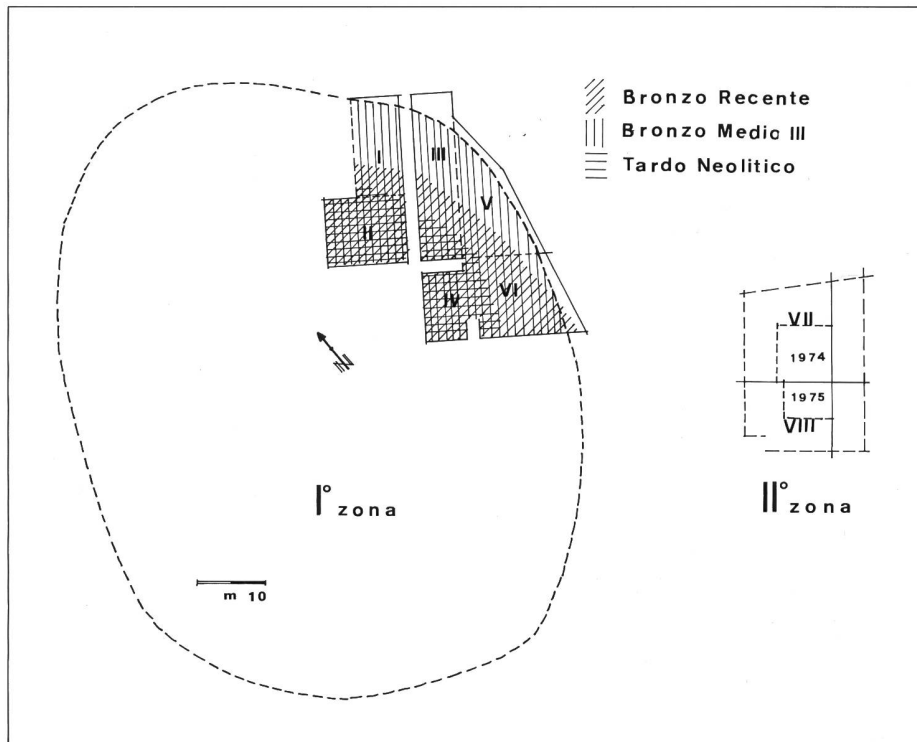 Bronzo Recente
Bronzo Medio III
Tardo Neolitico
I
III
V
II
IV
VI
N
VII
1974
1975
VIII
I° zona
II° zona
m 10